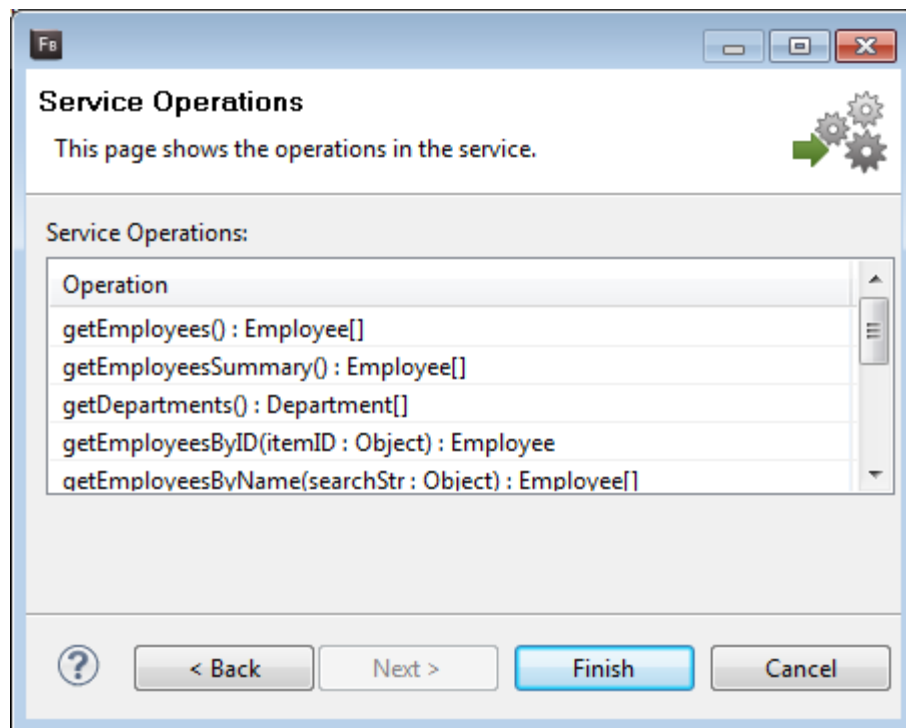 FB
Service Operations
This page shows the operations in the service.
Service Operations:
Operation
getEmployees() : Employee[]
getEmployeesSummary() : Employee[]
getDepartments() : Department[]
getEmployeesByID(itemID : Object) : Employee
getEmployeesByName(searchStr : Object) : Employee[]
? < Back Next > Finish Cancel